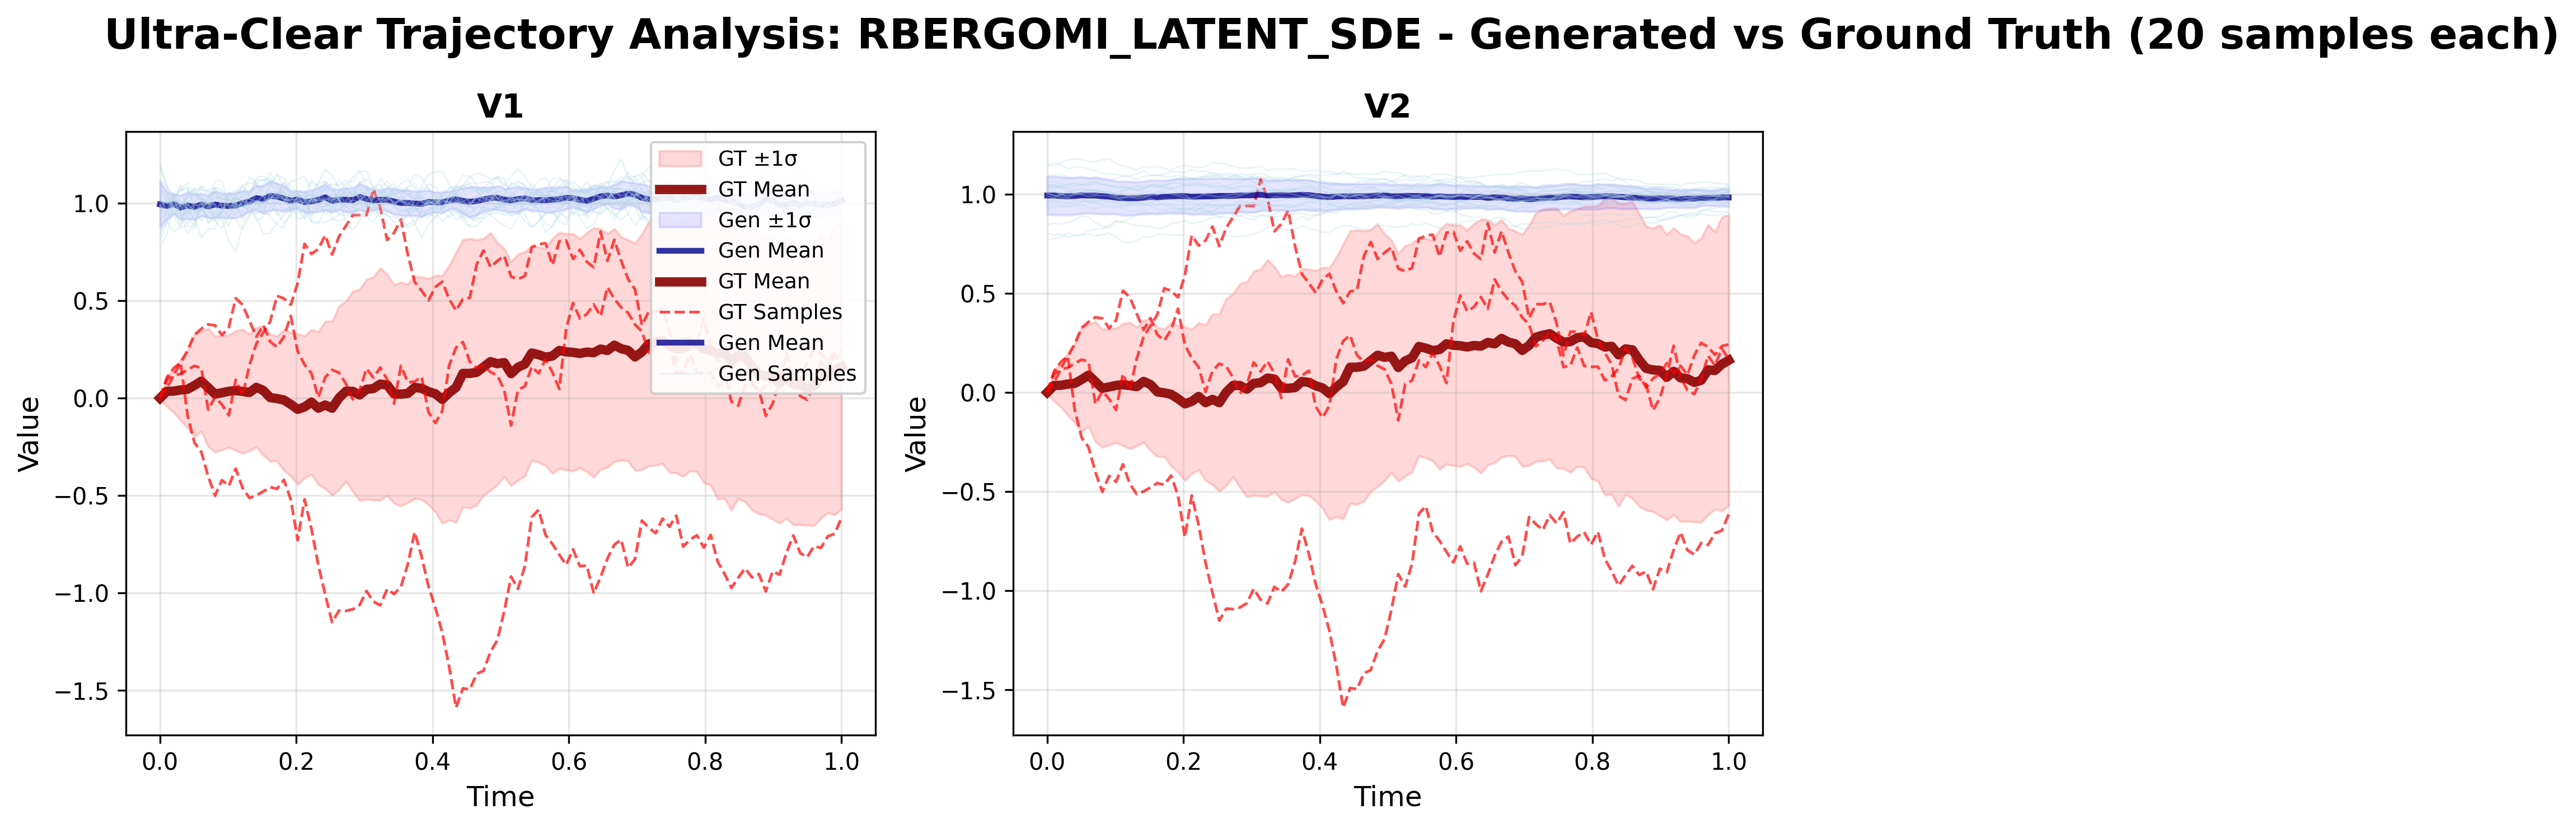 Ultra-Clear Trajectory Analysis: RBERGOMI_LATENT_SDE - Generated vs Ground Truth (20 samples each)
V1
GT ±1σ
GT Mean
Gen ±1σ
Gen Mean
GT Mean
GT Samples
Gen Mean
Gen Samples
Value
1.0
0.5
0.0
−0.5
−1.0
−1.5
0.0 0.2 0.4 0.6 0.8 1.0
Time
V2
Value
1.0
0.5
0.0
−0.5
−1.0
−1.5
0.0 0.2 0.4 0.6 0.8 1.0
Time